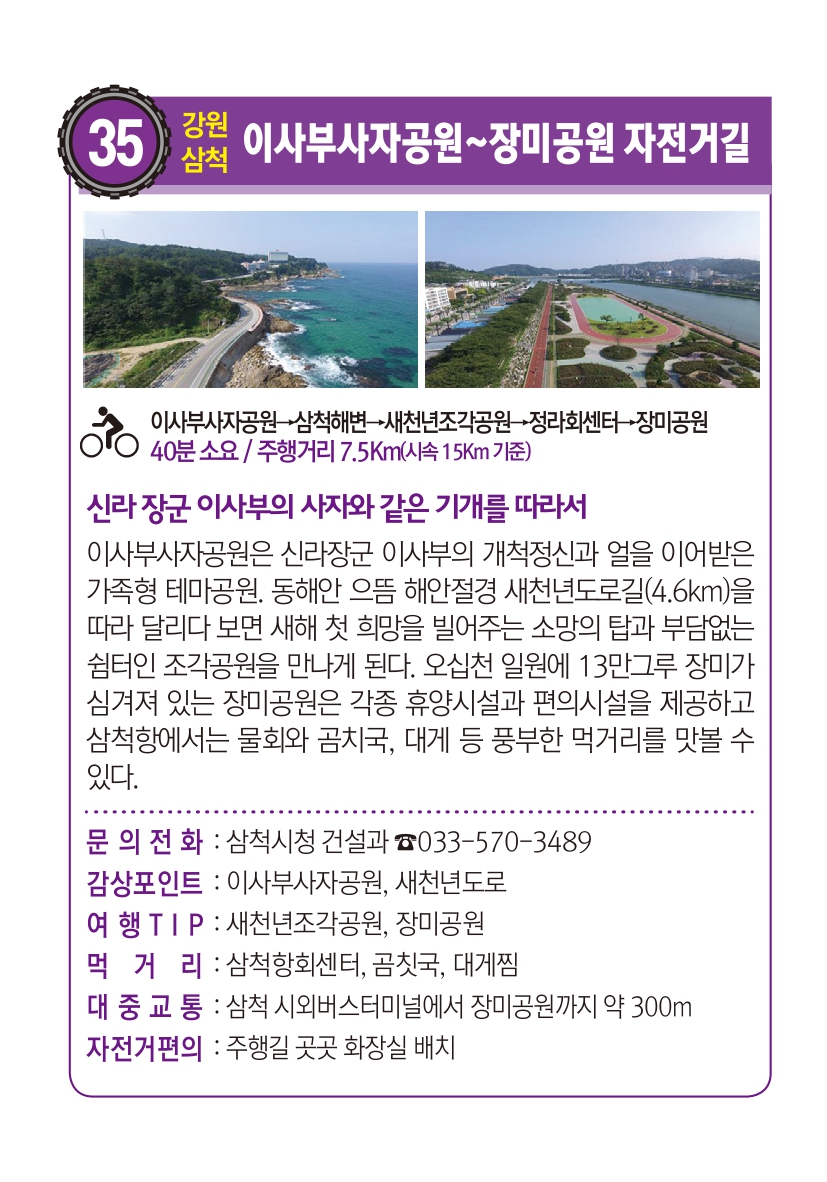 35
강원
삼척
이사부사자공원~장미공원 자전거길
이사부사자공원→삼척해변→새천년조각공원→정라회센터→장미공원
40분 소요 / 주행거리 7.5Km(시속 15Km 기준)
신라 장군 이사부의 사자와 같은 기개를 따라서
이사부사자공원은 신라장군 이사부의 개척정신과 얼을 이어받은
가족형 테마공원. 동해안 으뜸 해안절경 새천년도로길(4.6km)을
따라 달리다 보면 새해 첫 희망을 빌어주는 소망의 탑과 부담없는
쉼터인 조각공원을 만나게 된다. 오십천 일원에 13만그루 장미가
심겨져 있는 장미공원은 각종 휴양시설과 편의시설을 제공하고
삼척항에서는 물회와 곰치국, 대게 등 풍부한 먹거리를 맛볼 수
있다.
문 의 전 화 : 삼척시청 건설과 ☎033-570-3489
감상포인트 : 이사부사자공원, 새천년도로
여 행 T I P : 새천년조각공원, 장미공원
먹 거 리 : 삼척항회센터, 곰칫국, 대게찜
대 중 교 통 : 삼척 시외버스터미널에서 장미공원까지 약 300m
자전거편의 : 주행길 곳곳 화장실 배치